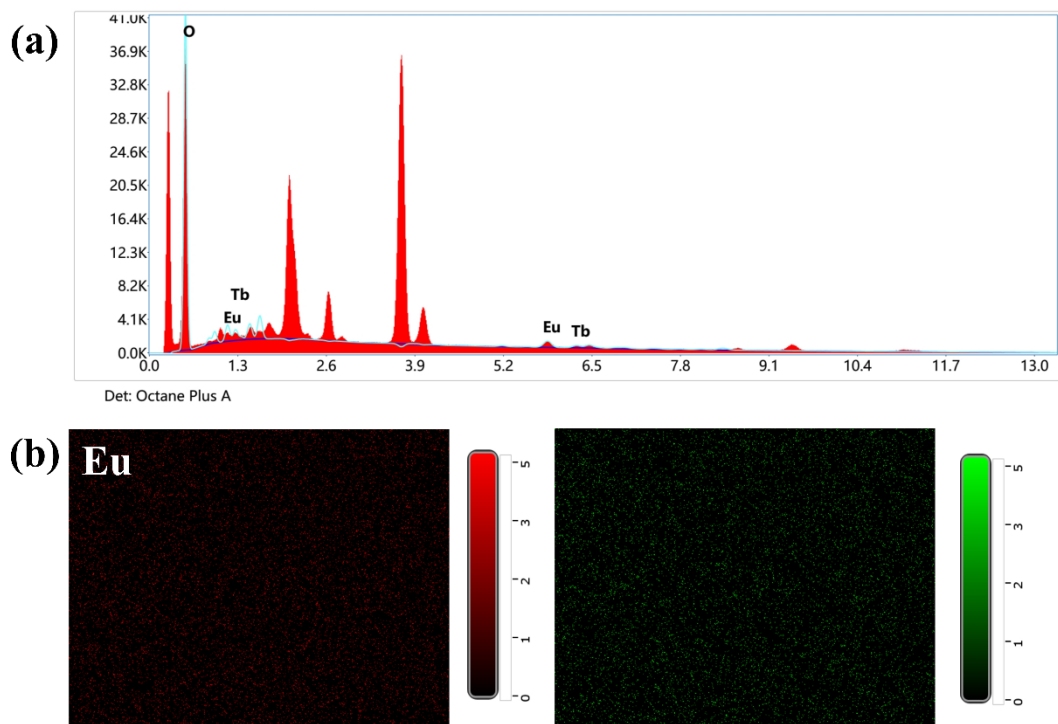 (a)
41.0K
36.9K
32.8K
28.7K
24.6K
20.5K
16.4K
12.3K
8.2K
4.1K
0.0K
O
Tb
Eu
Eu
Tb
0.0 1.3 2.6 3.9 5.2 6.5 7.8 9.1 10.4 11.7 13.0
Det: Octane Plus A
(b)
Eu
5
3
2
1
0
5
3
2
1
0